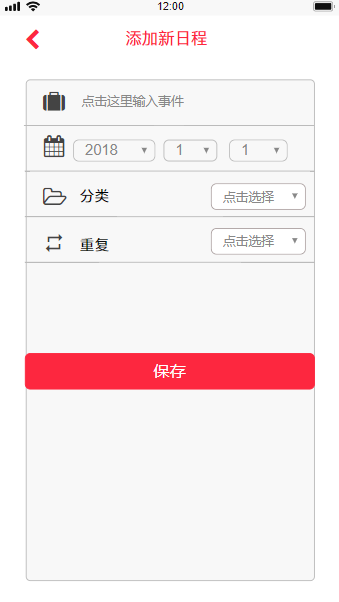 12:00
添加新日程
点击这里输入事件
2018 1 1
分类 点击选择
重复 点击选择
保存